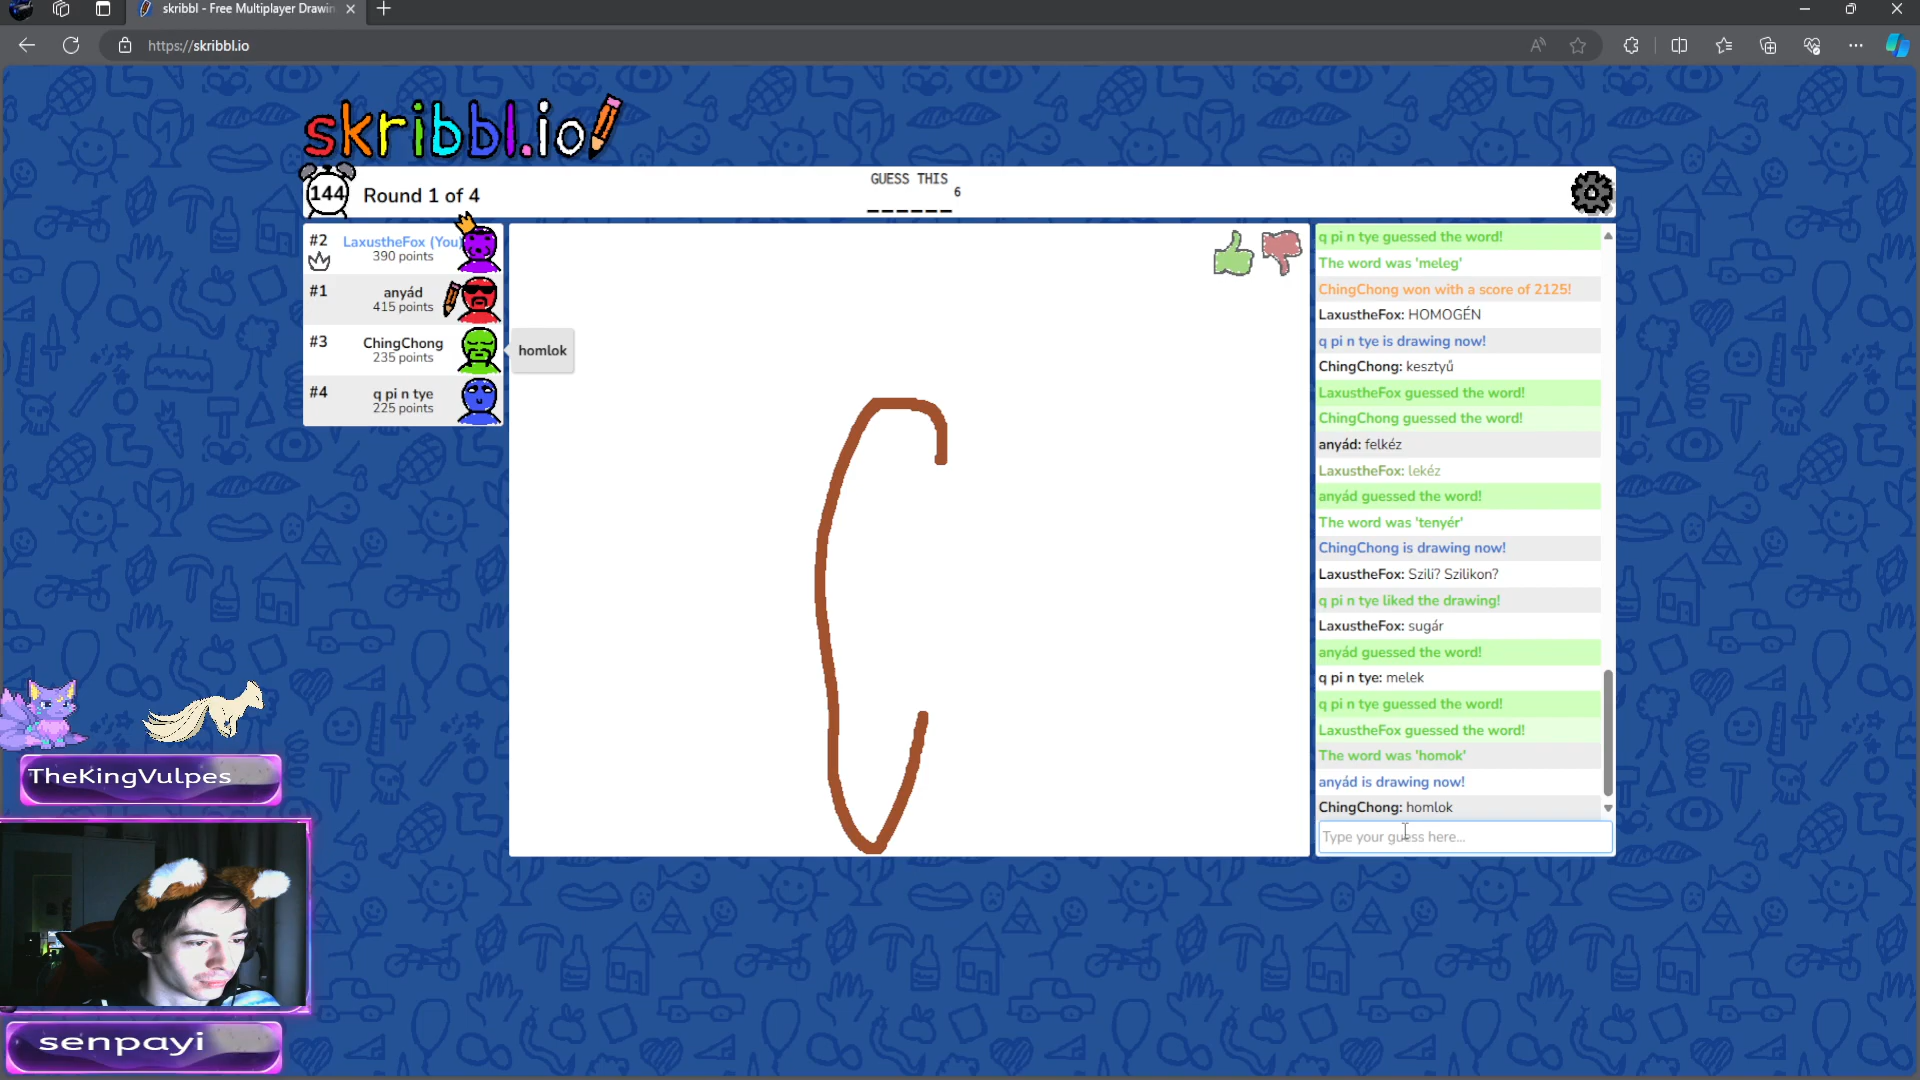 skribbl - Free Multiplayer Drawin
https://skribbl.io
skribbl.io
144
Round 1 of 4
GUESS THIS
6
______
#2
LaxustheFox (You)
390 points
#1
anyád
415 points
#3
ChingChong
235 points
homlok
#4
q pi n tye
225 points
q pi n tye guessed the word!
The word was 'meleg'
ChingChong won with a score of 2125!
LaxustheFox: HOMOGÉN
q pi n tye is drawing now!
ChingChong: kesztyű
LaxustheFox guessed the word!
ChingChong guessed the word!
anyád: felkéz
LaxustheFox: lekéz
anyád guessed the word!
The word was 'tenyér'
ChingChong is drawing now!
LaxustheFox: Szili? Szilikon?
q pi n tye liked the drawing!
LaxustheFox: sugár
anyád guessed the word!
q pi n tye: melek
q pi n tye guessed the word!
LaxustheFox guessed the word!
The word was 'homok'
anyád is drawing now!
ChingChong: homlok
Type your guess here...
TheKingVulpes
senpayi